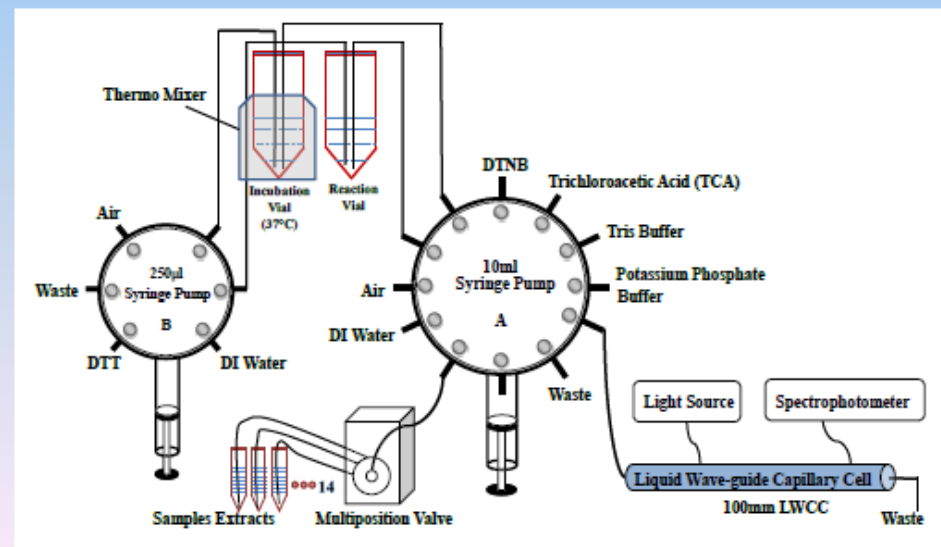 Thermo Mixer
Incubation
Vial
(37°C)
Reaction
Vial
Air
250µl
Syringe Pump
B
Waste
DTT
DI Water
DTNB
Trichloroacetic Acid (TCA)
Tris Buffer
Potassium Phosphate
Buffer
10ml
Syringe Pump
A
Air
DI Water
Waste
Light Source
Spectrophotometer
Liquid Wave-guide Capillary Cell
100mm LWCC
Waste
14
Samples Extracts
Multiposition Valve